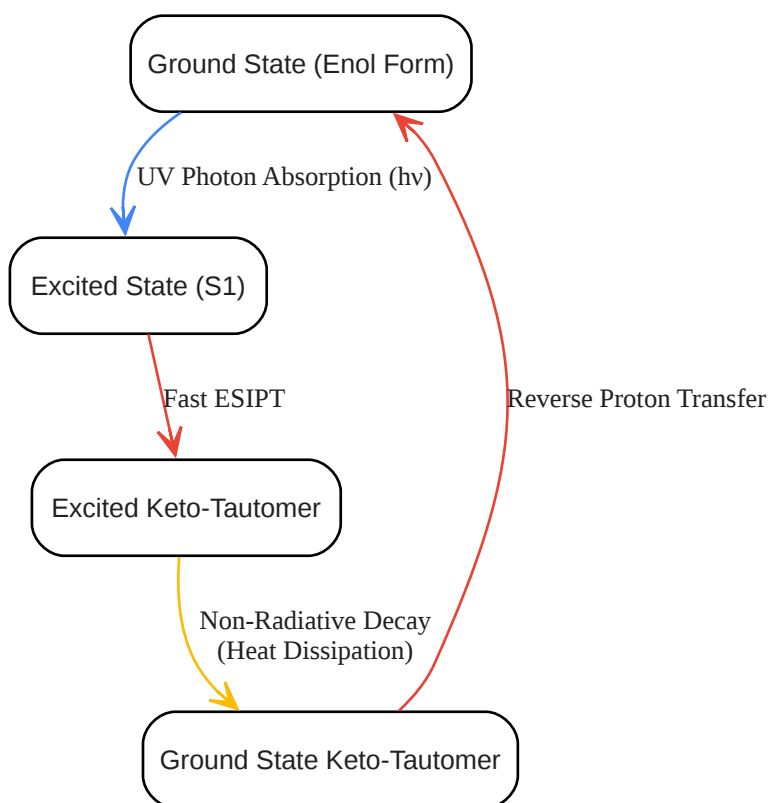 Ground State (Enol Form)
UV Photon Absorption (hν)
Excited State (S1)
Fast ESIPT
Reverse Proton Transfer
Excited Keto-Tautomer
Non-Radiative Decay
(Heat Dissipation)
Ground State Keto-Tautomer